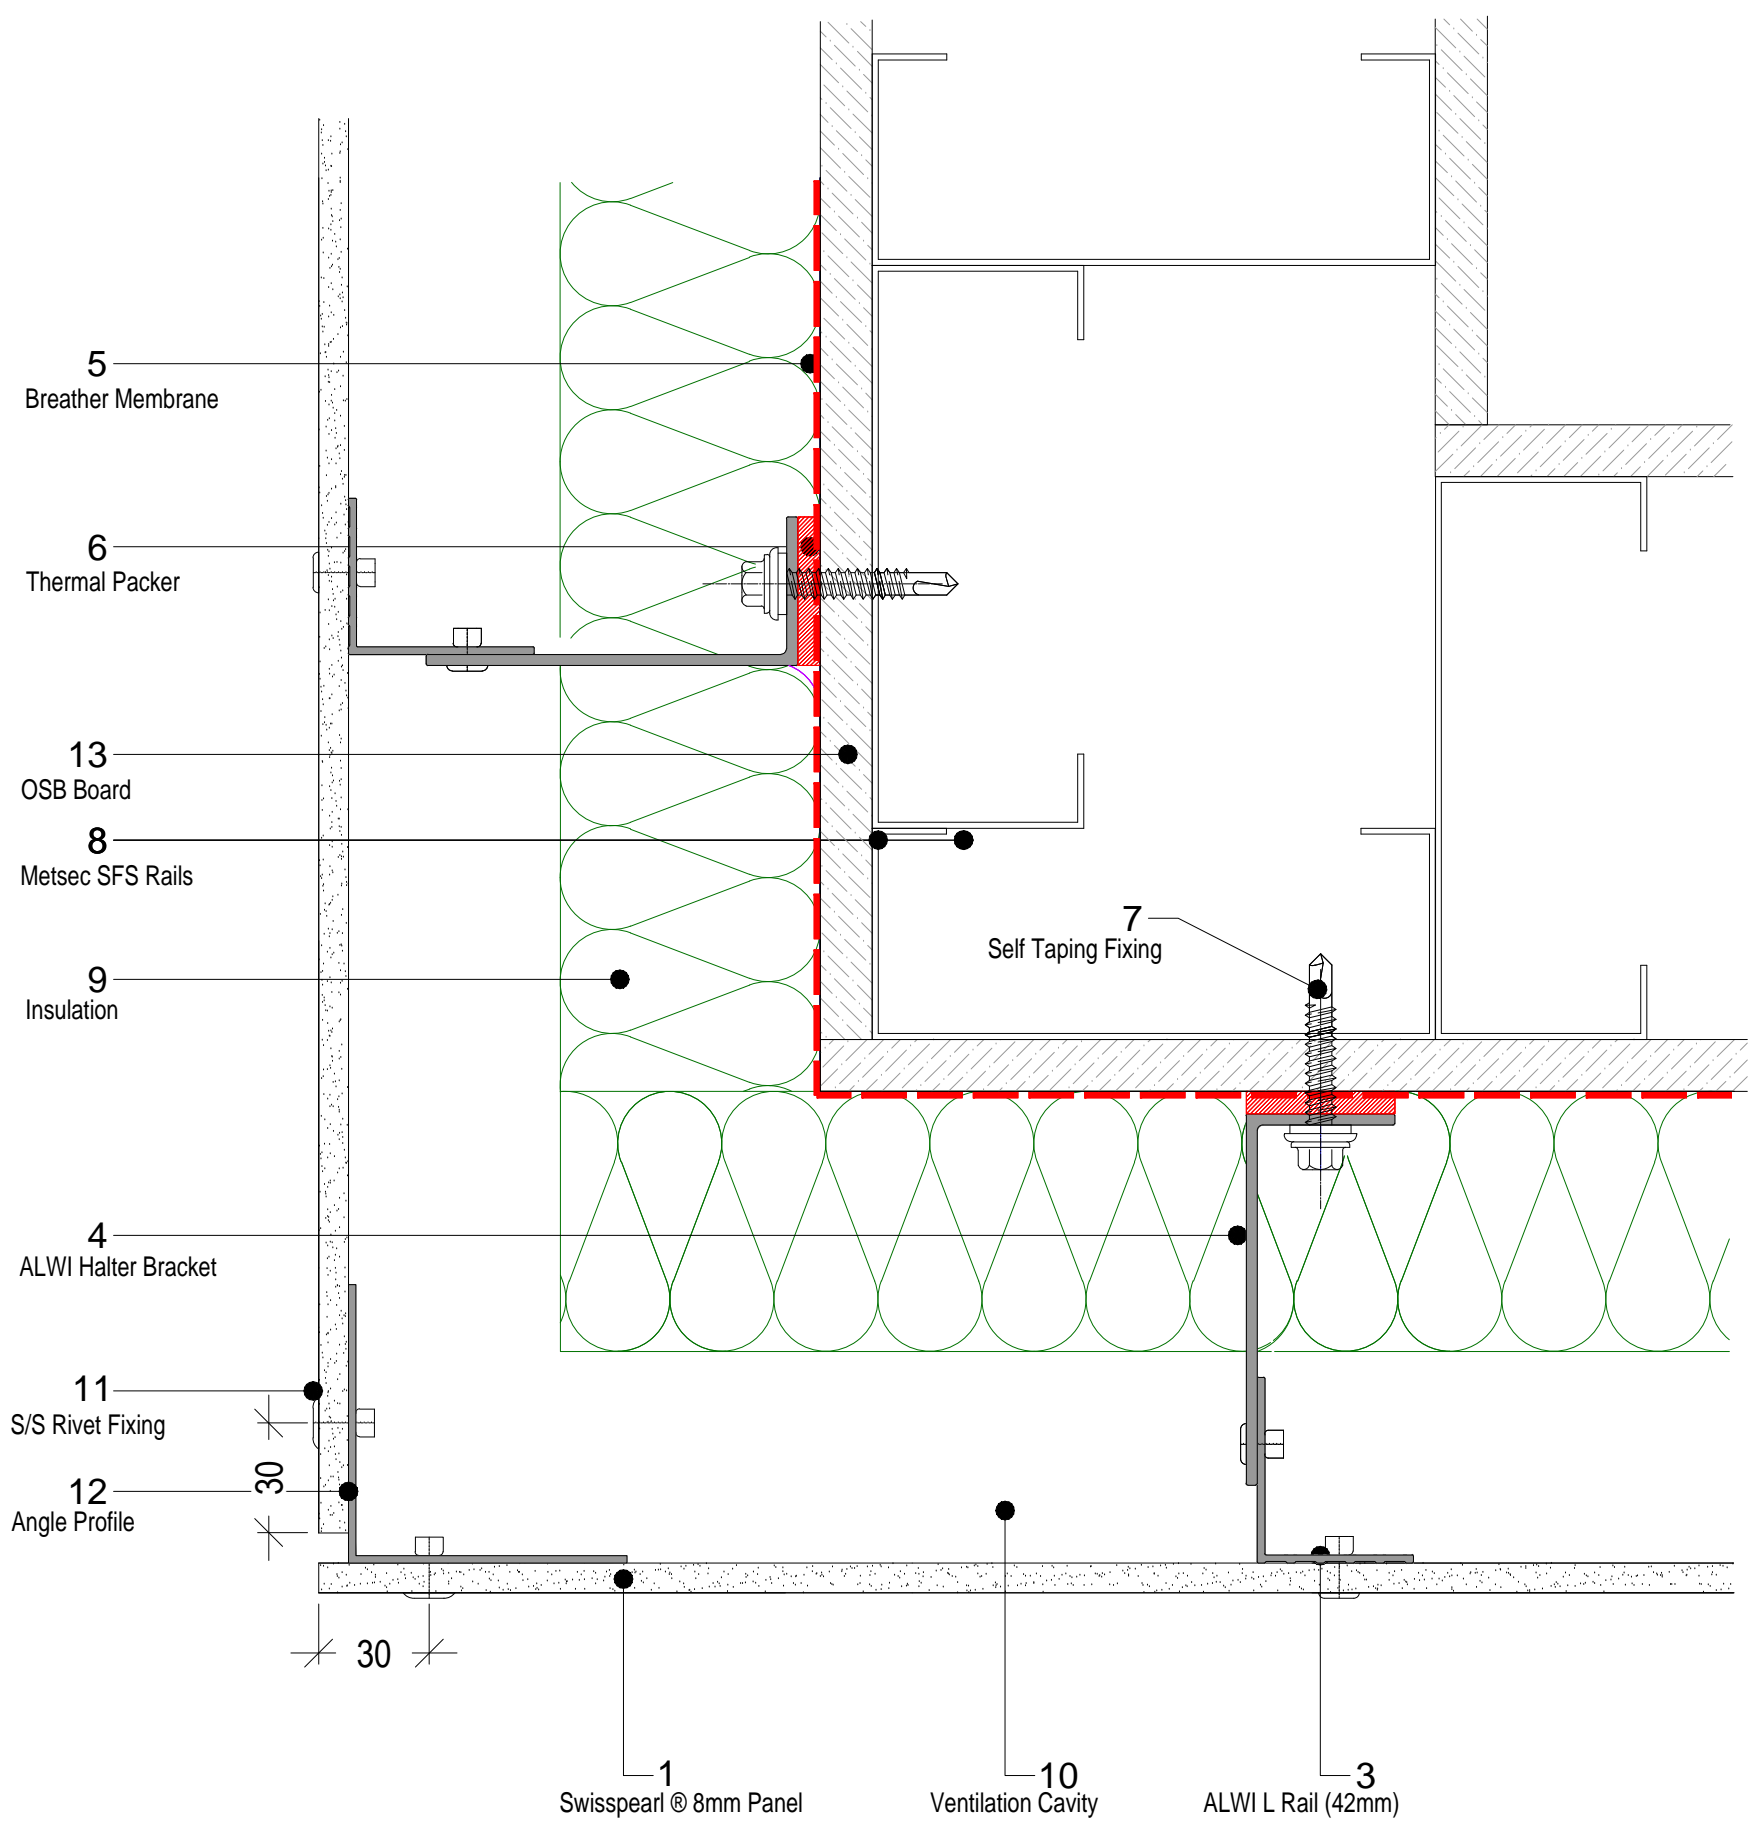 5
Breather Membrane
6
Thermal Packer
13
OSB Board
8
Metsec SFS Rails
7
Self Taping Fixing
9
Insulation
4
ALWI Halter Bracket
11
S/S Rivet Fixing
30
12
Angle Profile
30
1
Swisspearl ® 8mm Panel
10
Ventilation Cavity
3
ALWI L Rail (42mm)